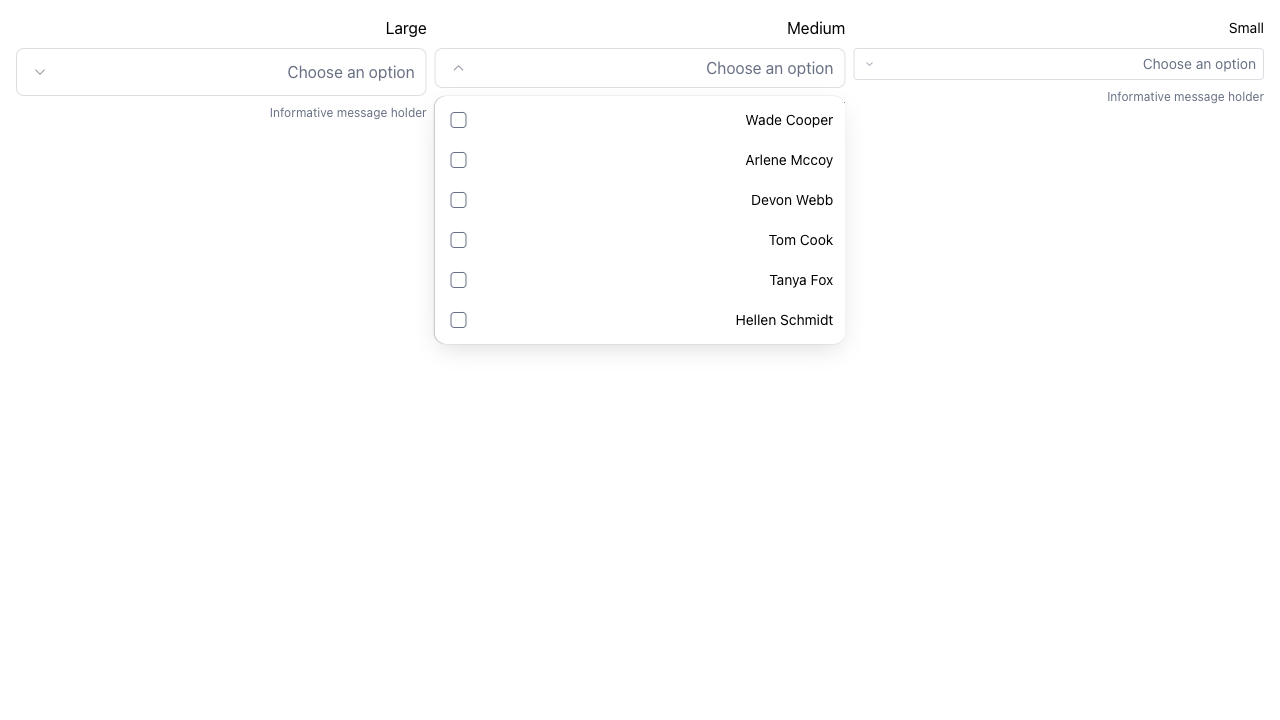 Large
Choose an option
Informative message holder
Medium
Choose an option
Wade Cooper
Arlene Mccoy
Devon Webb
Tom Cook
Tanya Fox
Hellen Schmidt
Small
Choose an option
Informative message holder